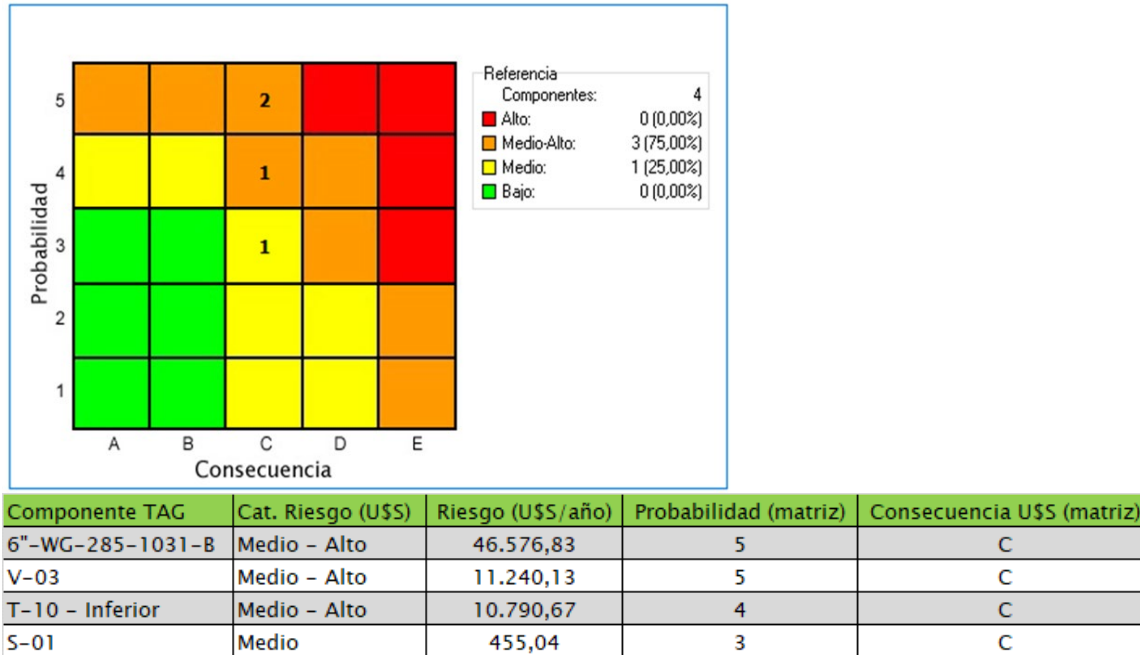 Referencia
Componentes: 4
Alto: 0 (0,00%)
Medio-Alto: 3 (75,00%)
Medio: 1 (25,00%)
Bajo: 0 (0,00%)
Probabilidad
5 2
4 1
3 1
2
1
A B C D E
Consecuencia
Componente TAG Cat. Riesgo (U$S) Riesgo (U$S/año) Probabilidad (matriz) Consecuencia U$S (matriz)
6"-WG-285-1031-B Medio - Alto 46.576,83 5 C
V-03 Medio - Alto 11.240,13 5 C
T-10 - Inferior Medio - Alto 10.790,67 4 C
S-01 Medio 455,04 3 C